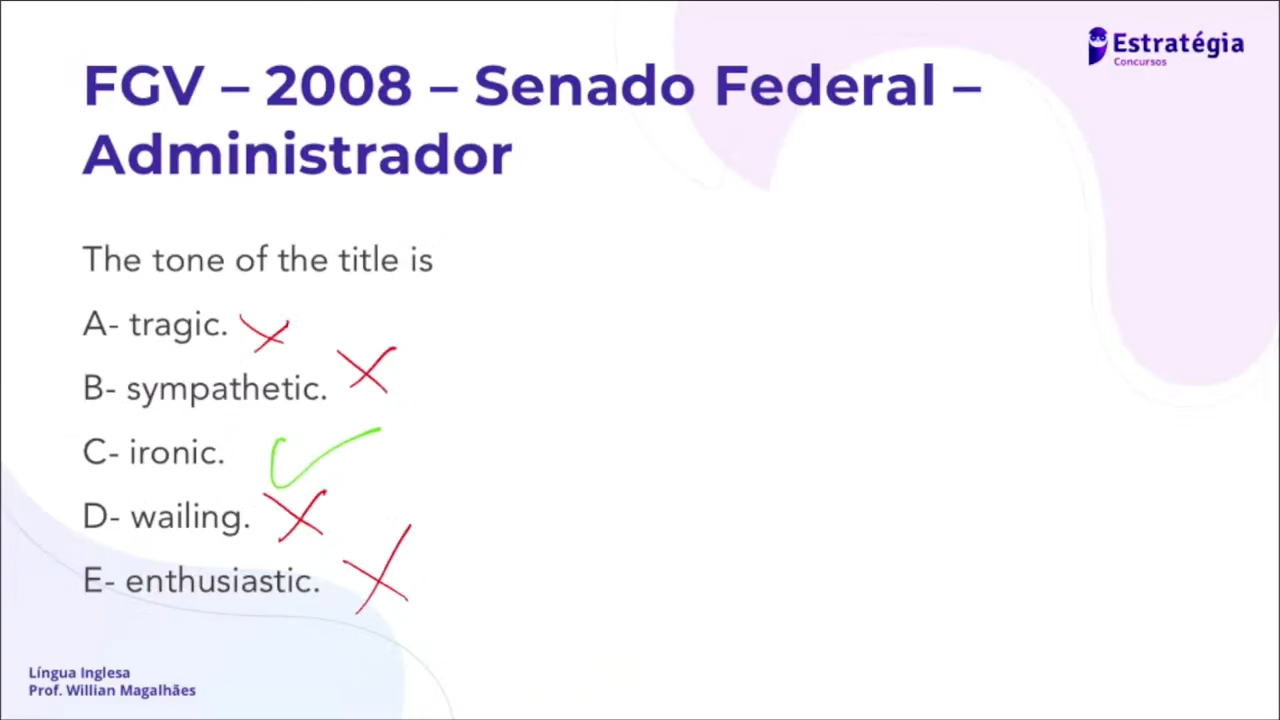 Estratégia
Concursos
FGV – 2008 – Senado Federal –
Administrador
The tone of the title is
A- tragic.
B- sympathetic.
C- ironic.
D- wailing.
E- enthusiastic.
Língua Inglesa
Prof. Willian Magalhães